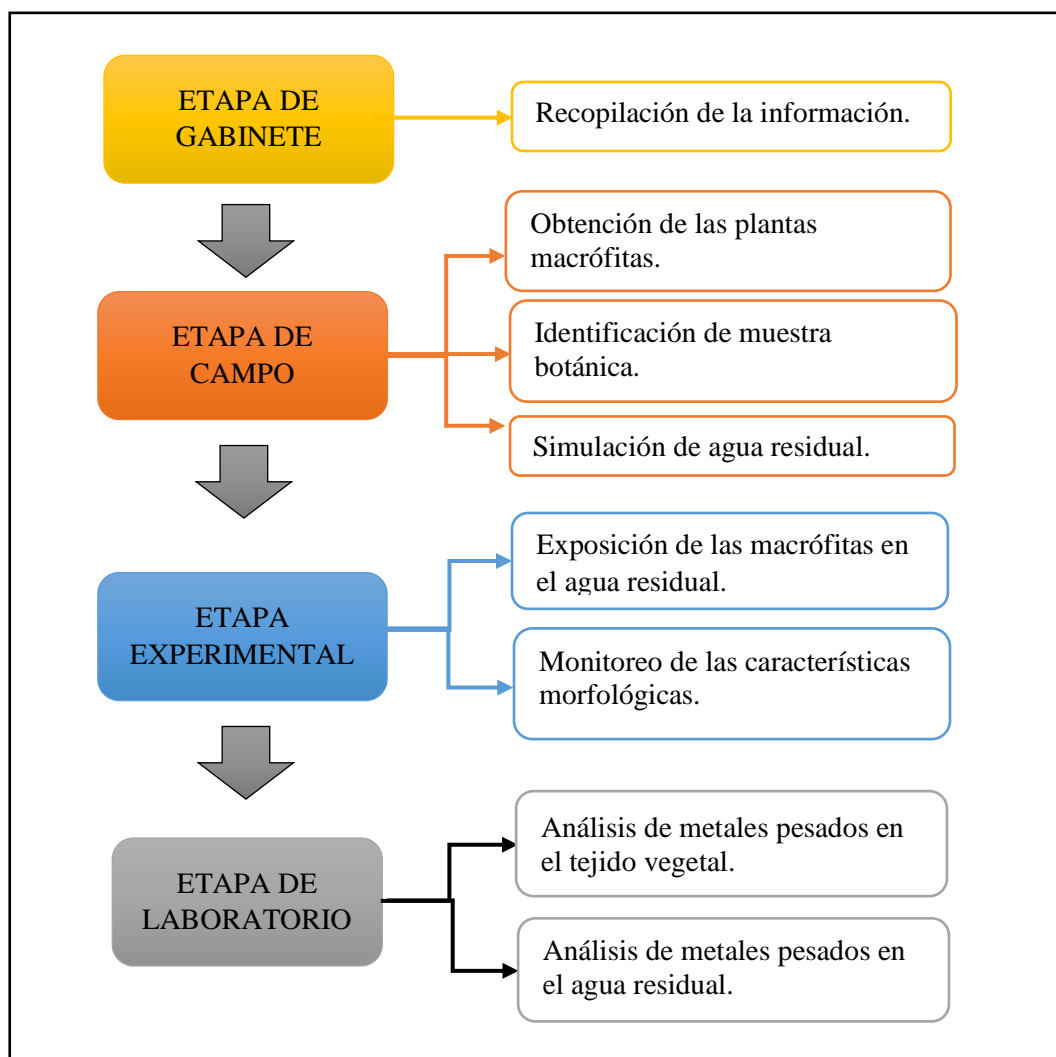 ETAPA DE
GABINETE
Recopilación de la información.
ETAPA DE
CAMPO
Obtención de las plantas
macrófitas.
Identificación de muestra
botánica.
Simulación de agua residual.
ETAPA
EXPERIMENTAL
Exposición de las macrófitas en
el agua residual.
Monitoreo de las características
morfológicas.
ETAPA DE
LABORATORIO
Análisis de metales pesados en
el tejido vegetal.
Análisis de metales pesados en
el agua residual.